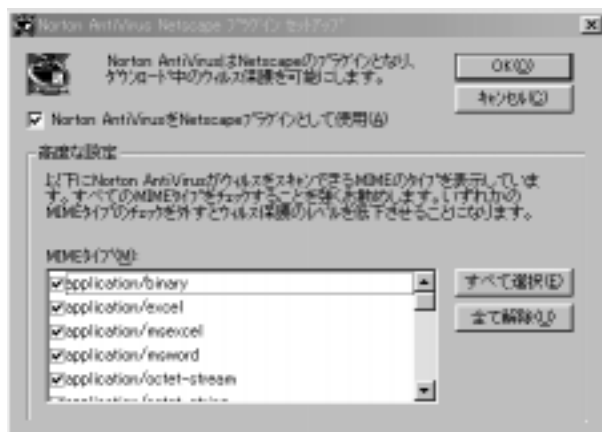 Norton AntiVirus Netscape プラグイン セットアップ
Norton AntiVirusはNetscapeのプラグインとなり、
ダウンロード中のウィルス保護を可能にします。
OK(O)
キャンセル(C)
Norton AntiVirusをNetscapeプラグインとして使用(A)
高度な設定
以下にNorton AntiVirusがウィルスをスキャンできるMIMEのタイプを表示していま
す。すべてのMIMEタイプをチェックすることを強くお勧めします。いずれかの
MIMEタイプのチェックを外すとウィルス保護のレベルを低下させることになります。
MIMEタイプ(M):
application/binary
application/excel
application/msexcel
application/msword
application/octet-stream
すべて選択(E)
全て解除(U)